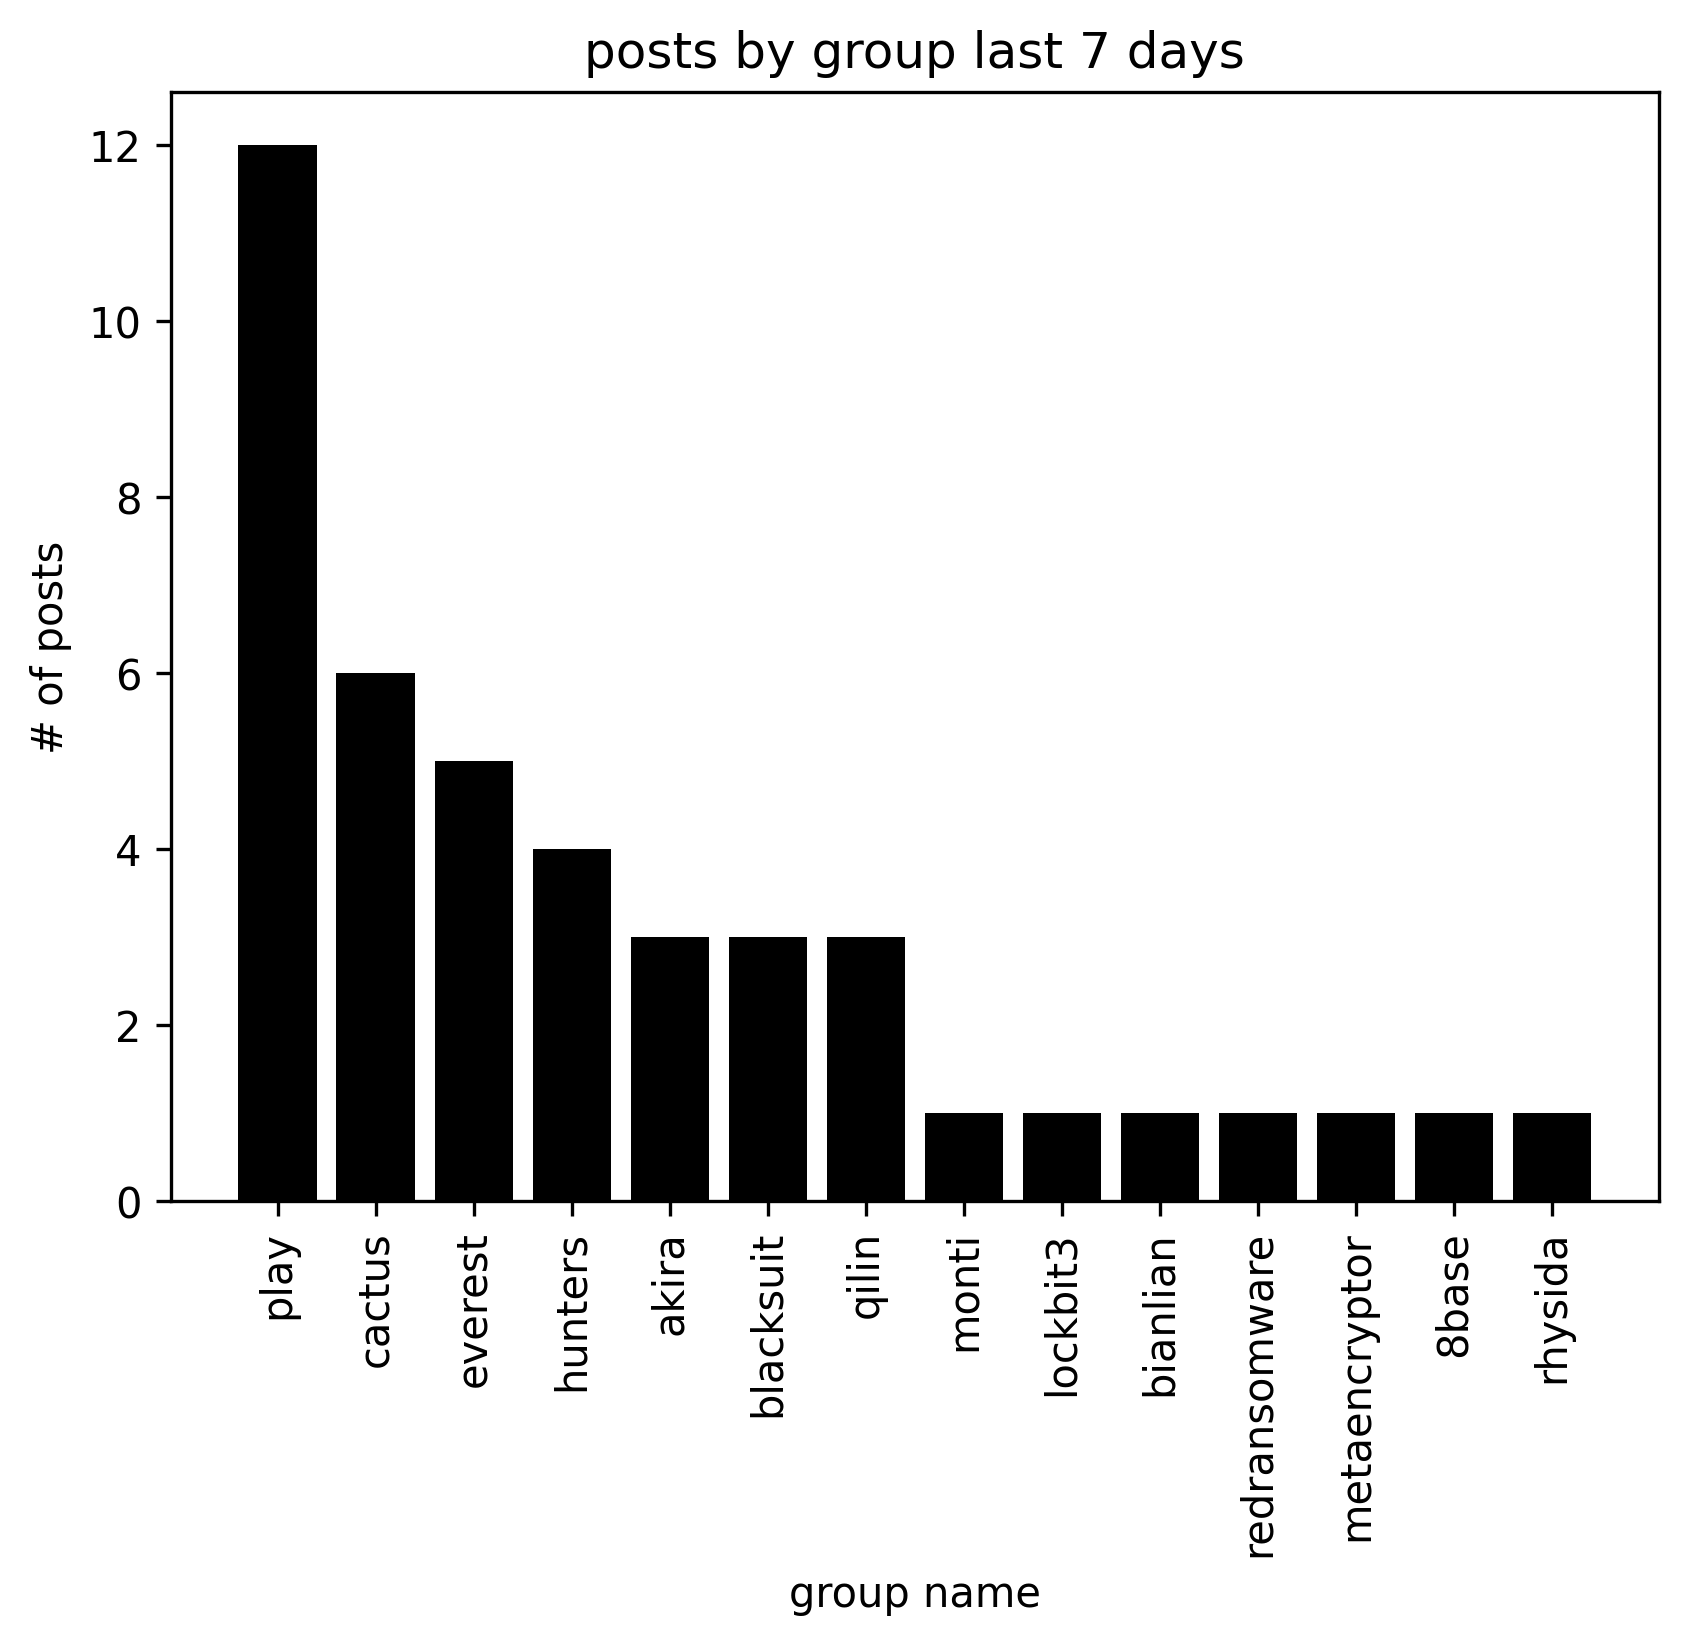 posts by group last 7 days
12
10
8
6
4
2
0
# of posts
play
cactus
everest
hunters
akira
blacksuit
qilin
monti
lockbit3
bianlian
redransomware
metaencryptor
8base
rhysida
group name